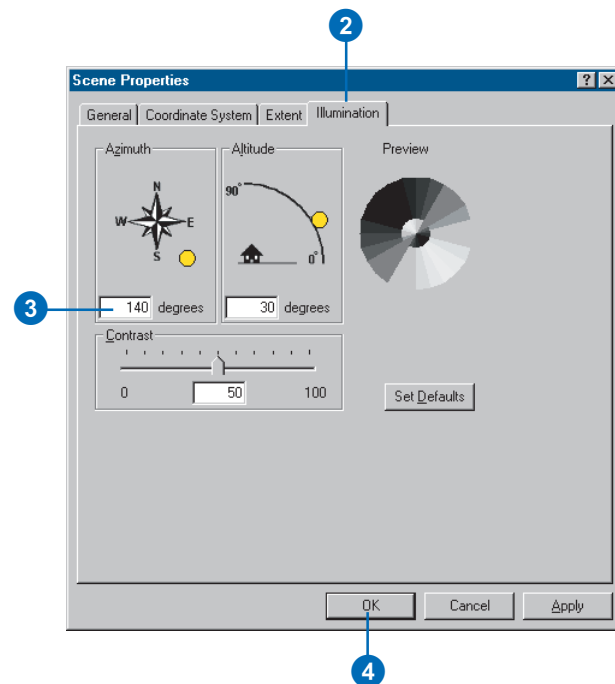 2
Scene Properties
General Coordinate System Extent Illumination
Azimuth Altitude Preview
N
W E
S
90°
0°
3
140 degrees 30 degrees
Contrast
0 50 100
Set Defaults
OK Cancel Apply
4